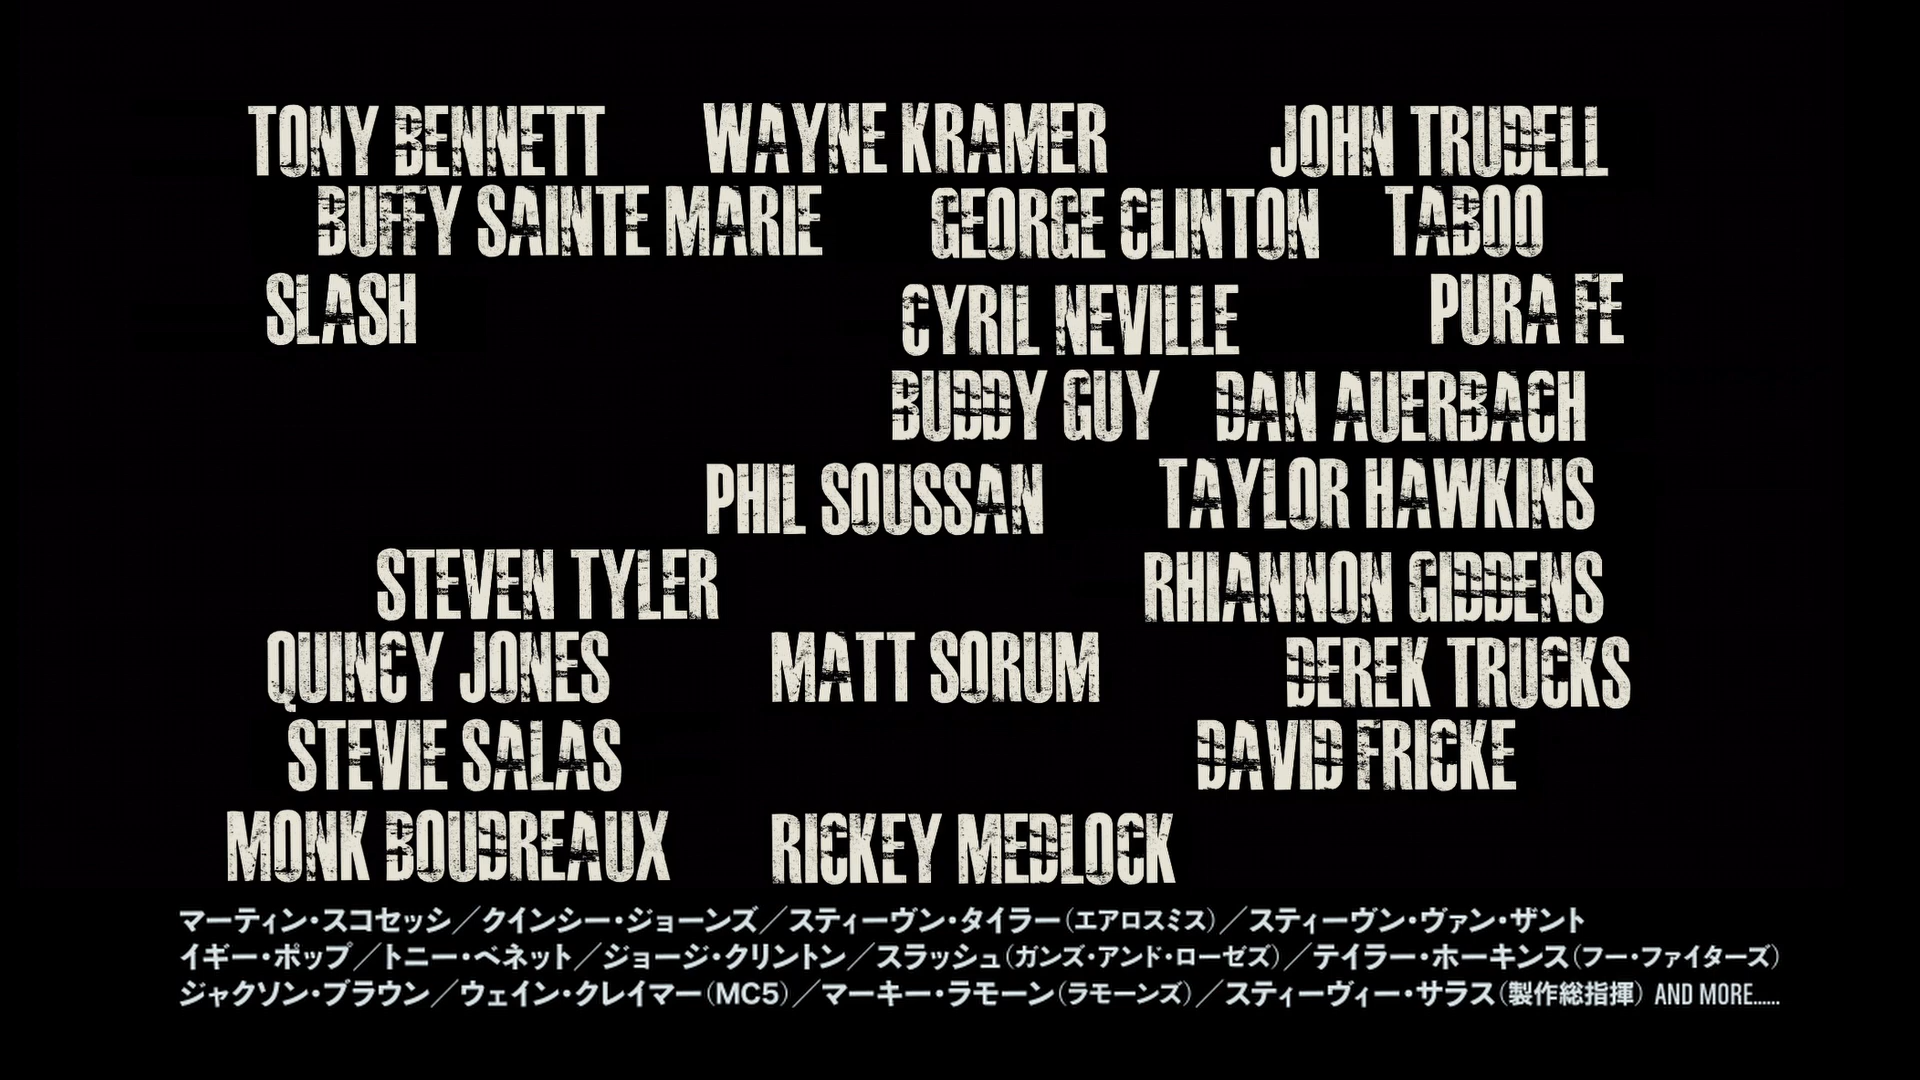 TONY BENNETT WAYNE KRAMER JOHN TRUDELL
BUFFY SAINTE MARIE GEORGE CLINTON TABOO
SLASH CYRIL NEVILLE PURA FE
BUDDY GUY DAN AUERBACH
PHIL SOUSSAN TAYLOR HAWKINS
STEVEN TYLER RHIANNON GIDDENS
QUINCY JONES MATT SORUM DEREK TRUCKS
STEVIE SALAS DAVID FRICKE
MONK BOUDREAUX RICKEY MEDLOCK
マーティン・スコセッシ／クインシー・ジョーンズ／スティーヴン・タイラー（エアロスミス）／スティーヴン・ヴァン・ザント
イギー・ポップ／トニー・ベネット／ジョージ・クリントン／スラッシュ（ガンズ・アンド・ローゼズ）／テイラー・ホーキンス（フー・ファイターズ）
ジャクソン・ブラウン／ウェイン・クレイマー（MC5）／マーキー・ラモーン（ラモーンズ）／スティーヴィー・サラス（製作総指揮） AND MORE……